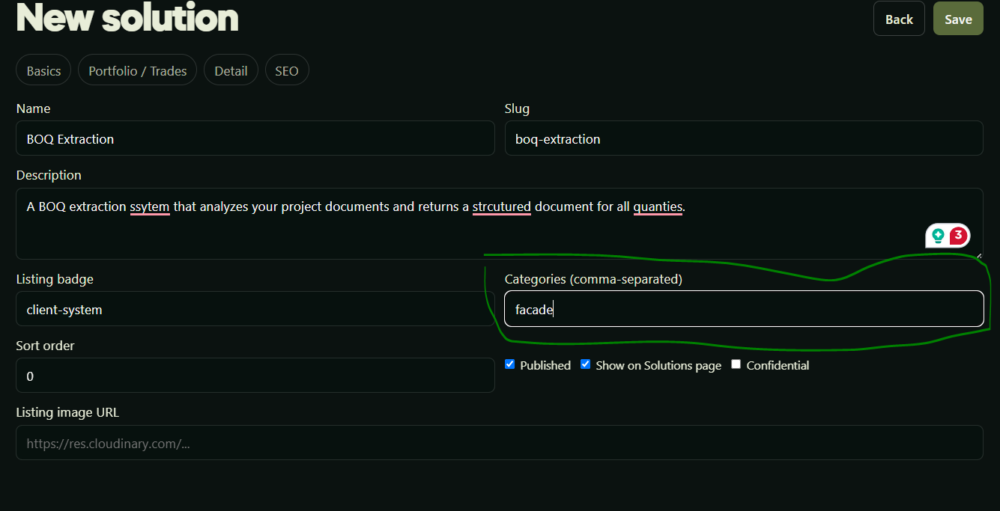 New solution
Back
Save
Basics
Portfolio / Trades
Detail
SEO
Name
Slug
BOQ Extraction
boq-extraction
Description
A BOQ extraction ssytem that analyzes your project documents and returns a strcutured document for all quanties.
3
Listing badge
Categories (comma-separated)
client-system
facade
Sort order
0
Published
Show on Solutions page
Confidential
Listing image URL
https://res.cloudinary.com/...